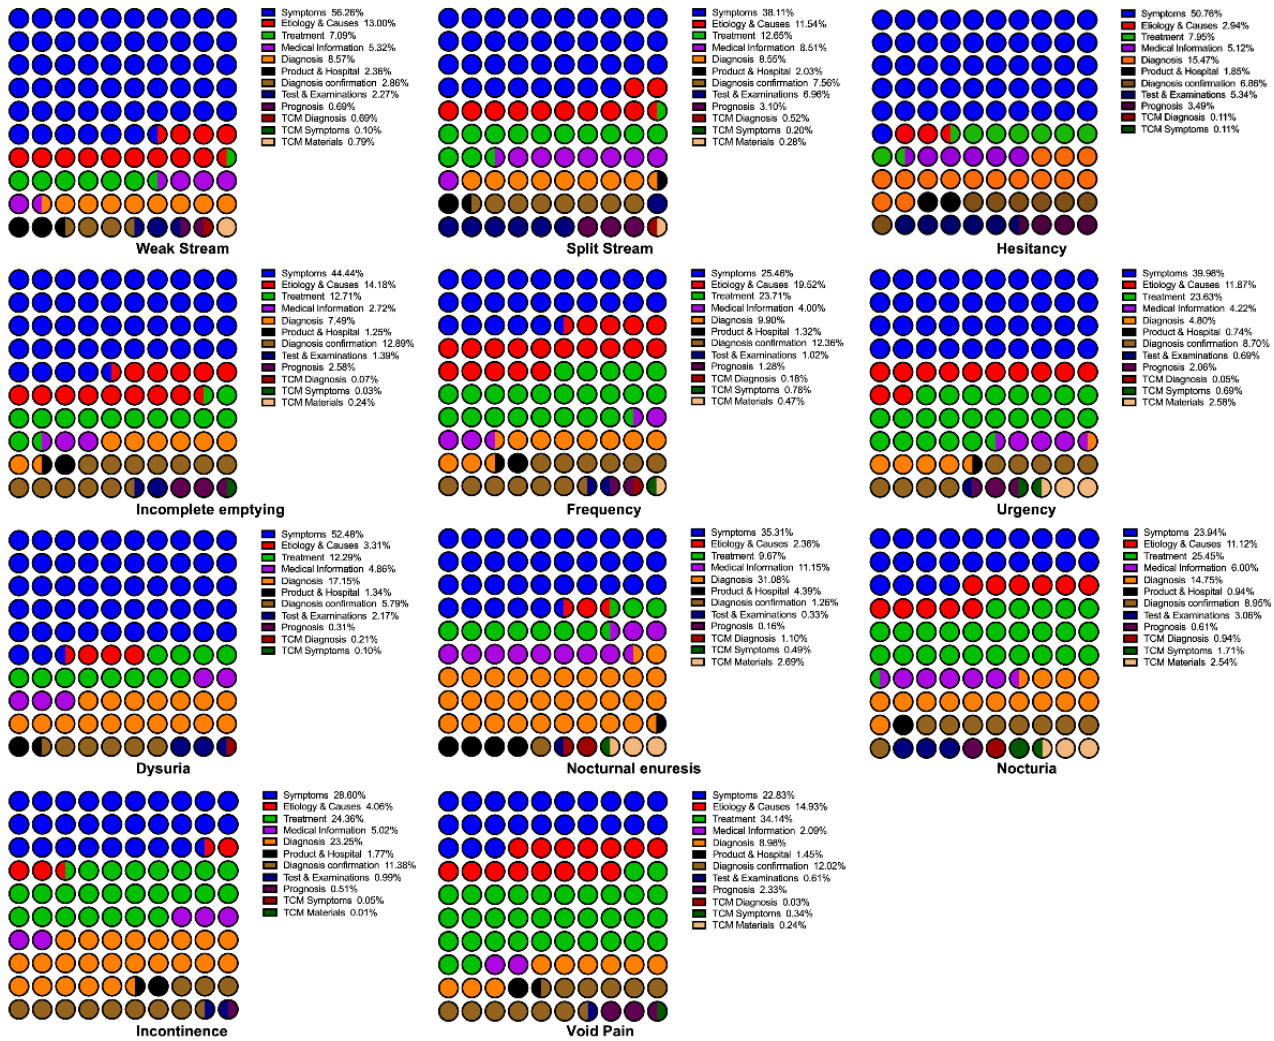 Symptoms 56.26%
Etiology & Causes 13.00%
Treatment 7.09%
Medical Information 5.32%
Diagnosis 8.57%
Product & Hospital 2.36%
Diagnosis confirmation 2.86%
Test & Examinations 2.27%
Prognosis 0.69%
TCM Diagnosis 0.69%
TCM Symptoms 0.10%
TCM Materials 0.79%
Weak Stream
Symptoms 38.11%
Etiology & Causes 11.54%
Treatment 12.65%
Medical Information 8.51%
Diagnosis 8.55%
Product & Hospital 2.03%
Diagnosis confirmation 7.56%
Test & Examinations 6.96%
Prognosis 3.10%
TCM Diagnosis 0.52%
TCM Symptoms 0.20%
TCM Materials 0.28%
Split Stream
Symptoms 50.76%
Etiology & Causes 2.94%
Treatment 7.95%
Medical Information 5.12%
Diagnosis 15.47%
Product & Hospital 1.85%
Diagnosis confirmation 6.86%
Test & Examinations 5.34%
Prognosis 3.49%
TCM Diagnosis 0.11%
TCM Symptoms 0.11%
Hesitancy
Symptoms 44.44%
Etiology & Causes 14.18%
Treatment 12.71%
Medical Information 2.72%
Diagnosis 7.49%
Product & Hospital 1.25%
Diagnosis confirmation 12.89%
Test & Examinations 1.39%
Prognosis 2.58%
TCM Diagnosis 0.07%
TCM Symptoms 0.03%
TCM Materials 0.24%
Incomplete emptying
Symptoms 25.46%
Etiology & Causes 19.52%
Treatment 23.71%
Medical Information 4.00%
Diagnosis 9.90%
Product & Hospital 1.32%
Diagnosis confirmation 12.36%
Test & Examinations 1.02%
Prognosis 1.28%
TCM Diagnosis 0.18%
TCM Symptoms 0.78%
TCM Materials 0.47%
Frequency
Symptoms 39.98%
Etiology & Causes 11.87%
Treatment 23.63%
Medical Information 4.22%
Diagnosis 4.80%
Product & Hospital 0.74%
Diagnosis confirmation 8.70%
Test & Examinations 0.69%
Prognosis 2.06%
TCM Diagnosis 0.05%
TCM Symptoms 0.69%
TCM Materials 2.58%
Urgency
Symptoms 52.48%
Etiology & Causes 3.31%
Treatment 12.29%
Medical Information 4.86%
Diagnosis 17.15%
Product & Hospital 1.34%
Diagnosis confirmation 5.79%
Test & Examinations 2.17%
Prognosis 0.31%
TCM Diagnosis 0.21%
TCM Symptoms 0.10%
Dysuria
Symptoms 35.31%
Etiology & Causes 2.36%
Treatment 9.67%
Medical Information 11.15%
Diagnosis 31.08%
Product & Hospital 4.39%
Diagnosis confirmation 1.26%
Test & Examinations 0.33%
Prognosis 0.16%
TCM Diagnosis 1.10%
TCM Symptoms 0.49%
TCM Materials 2.69%
Nocturnal enuresis
Symptoms 23.94%
Etiology & Causes 11.12%
Treatment 25.45%
Medical Information 6.00%
Diagnosis 14.75%
Product & Hospital 0.94%
Diagnosis confirmation 8.95%
Test & Examinations 3.06%
Prognosis 0.61%
TCM Diagnosis 0.94%
TCM Symptoms 1.71%
TCM Materials 2.54%
Nocturia
Symptoms 28.60%
Etiology & Causes 4.06%
Treatment 24.36%
Medical Information 5.02%
Diagnosis 23.25%
Product & Hospital 1.77%
Diagnosis confirmation 11.38%
Test & Examinations 0.99%
Prognosis 0.51%
TCM Symptoms 0.05%
TCM Materials 0.01%
Incontinence
Symptoms 22.83%
Etiology & Causes 14.93%
Treatment 34.14%
Medical Information 2.09%
Diagnosis 8.98%
Product & Hospital 1.45%
Diagnosis confirmation 12.02%
Test & Examinations 0.61%
Prognosis 2.33%
TCM Diagnosis 0.03%
TCM Symptoms 0.34%
TCM Materials 0.24%
Void Pain